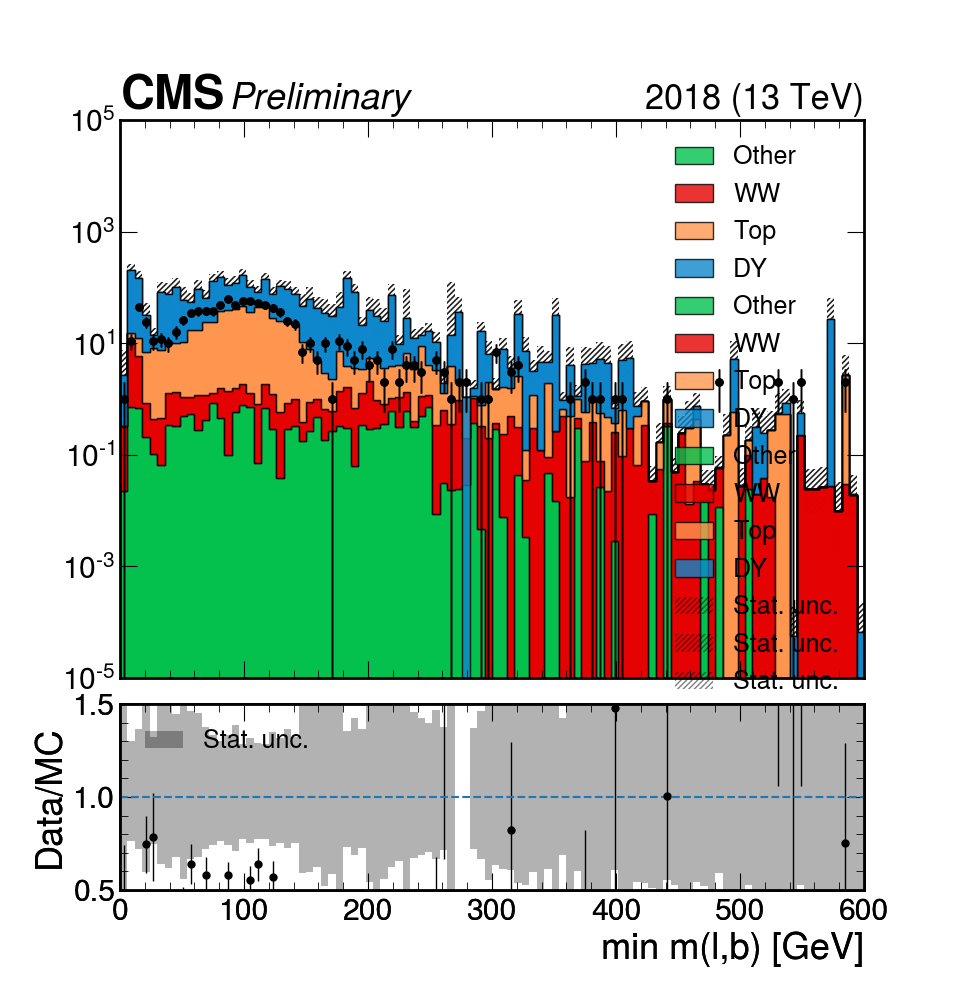 CMS Preliminary 2018 (13 TeV)
10^5
10^3
10^1
10^-1
10^-3
10^-5
Other
WW
Top
DY
Other
WW
Top
DY
Other
WW
Top
DY
Stat. unc.
Stat. unc.
Stat. unc.
1.5
1.0
0.5
Data/MC
Stat. unc.
0 100 200 300 400 500 600
min m(l,b) [GeV]